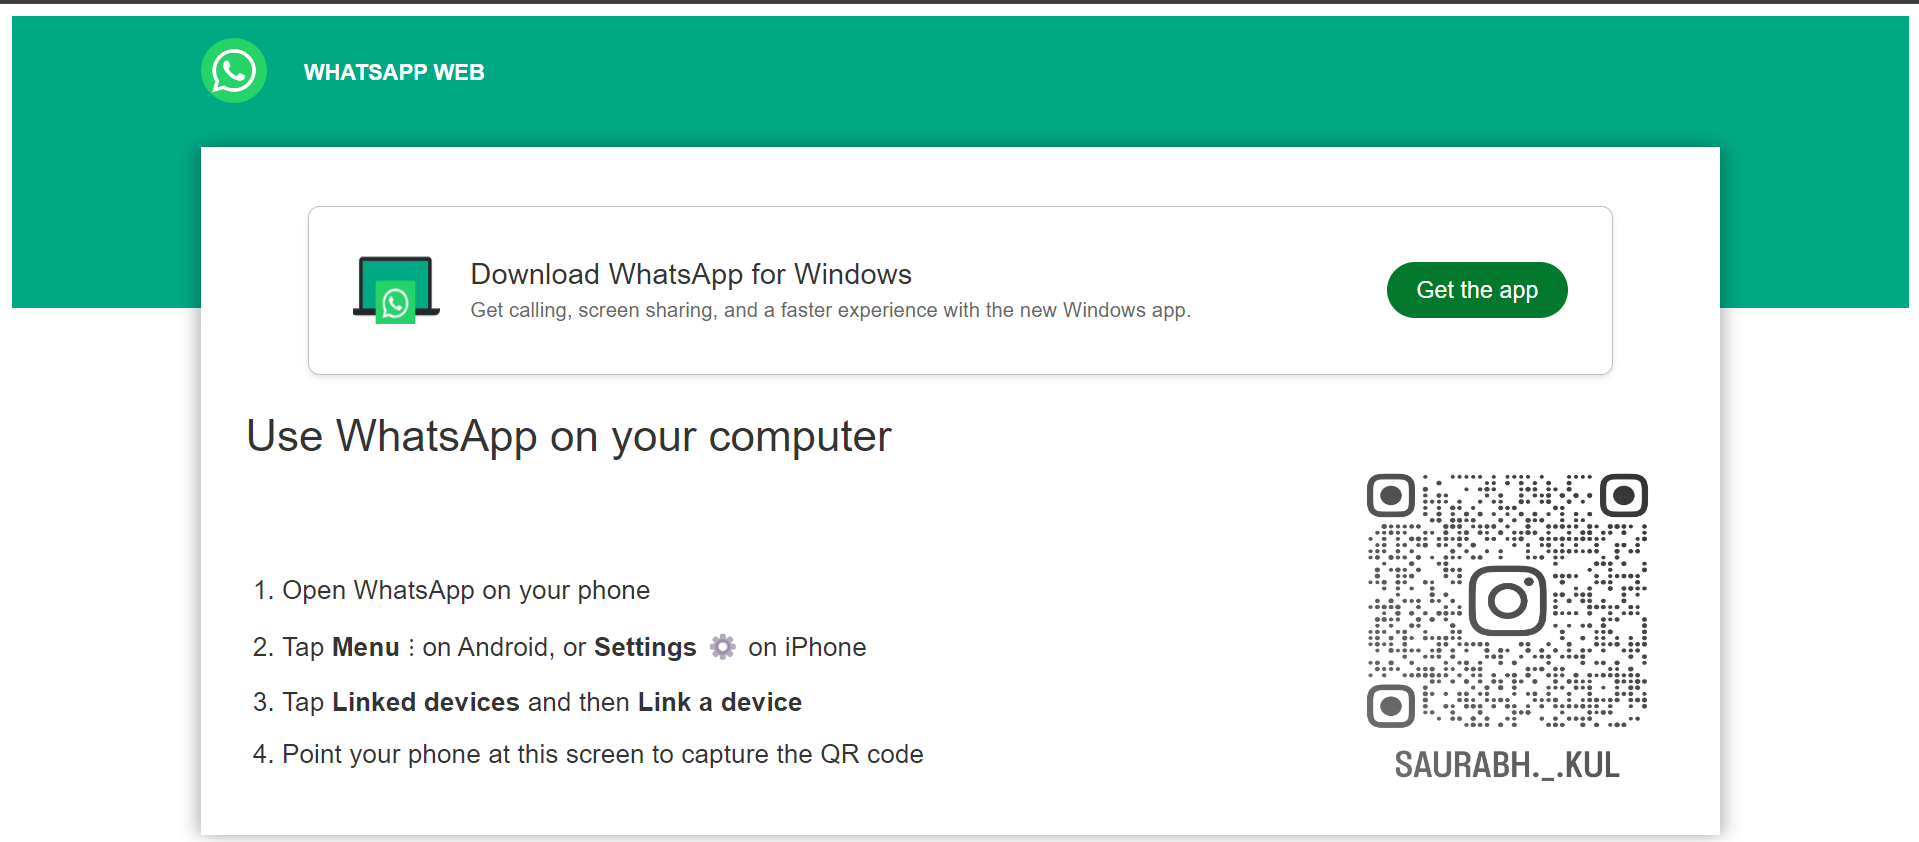 WHATSAPP WEB
Download WhatsApp for Windows
Get calling, screen sharing, and a faster experience with the new Windows app.
Get the app
Use WhatsApp on your computer
1. Open WhatsApp on your phone
2. Tap Menu ⋮ on Android, or Settings ⚙ on iPhone
3. Tap Linked devices and then Link a device
4. Point your phone at this screen to capture the QR code
SAURABH._.KUL